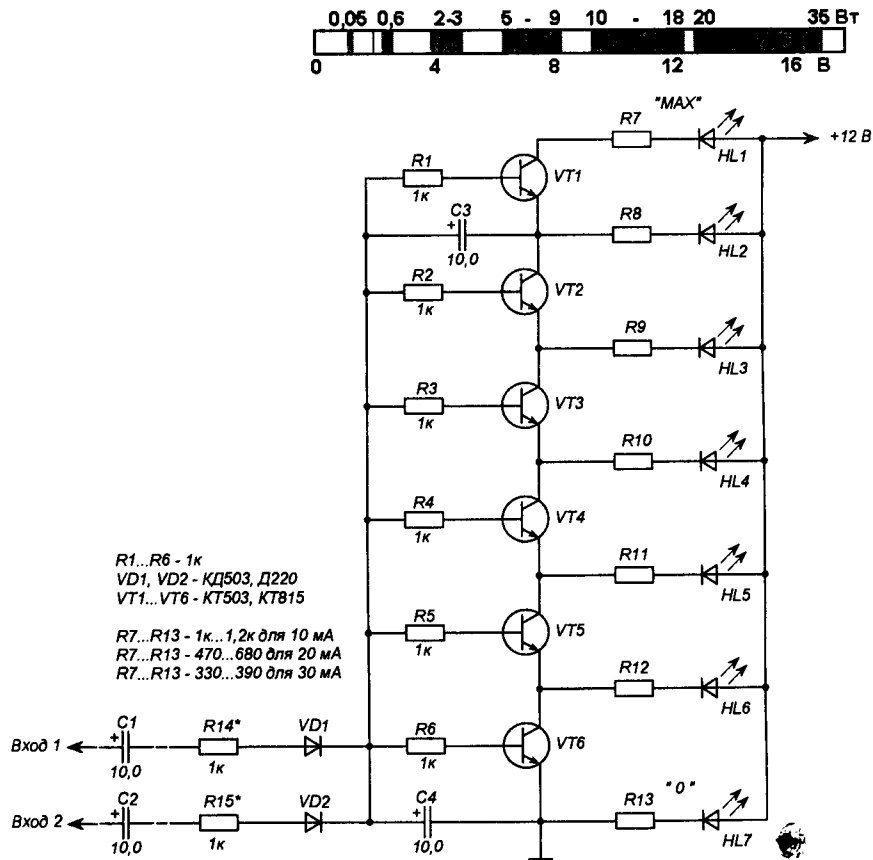 0,05 0,6 2-3 5 - 9 10 - 18 20 35 Вт
0 4 8 12 16 В
"MAX"
R7
HL1
+12 В
R1
1к
VT1
C3
+
10,0
R8
HL2
R2
1к
VT2
R9
HL3
R3
1к
VT3
R10
HL4
R4
1к
VT4
R11
HL5
R1...R6 - 1к
VD1, VD2 - КД503, Д220
VT1...VT6 - КТ503, КТ815
R7...R13 - 1к...1,2к для 10 мА
R7...R13 - 470...680 для 20 мА
R7...R13 - 330...390 для 30 мА
R5
1к
VT5
R12
HL6
Вход 1
C1
+
10,0
R14*
1к
VD1
R6
1к
VT6
Вход 2
C2
+
10,0
R15*
1к
VD2
C4
+
10,0
R13
"0"
HL7